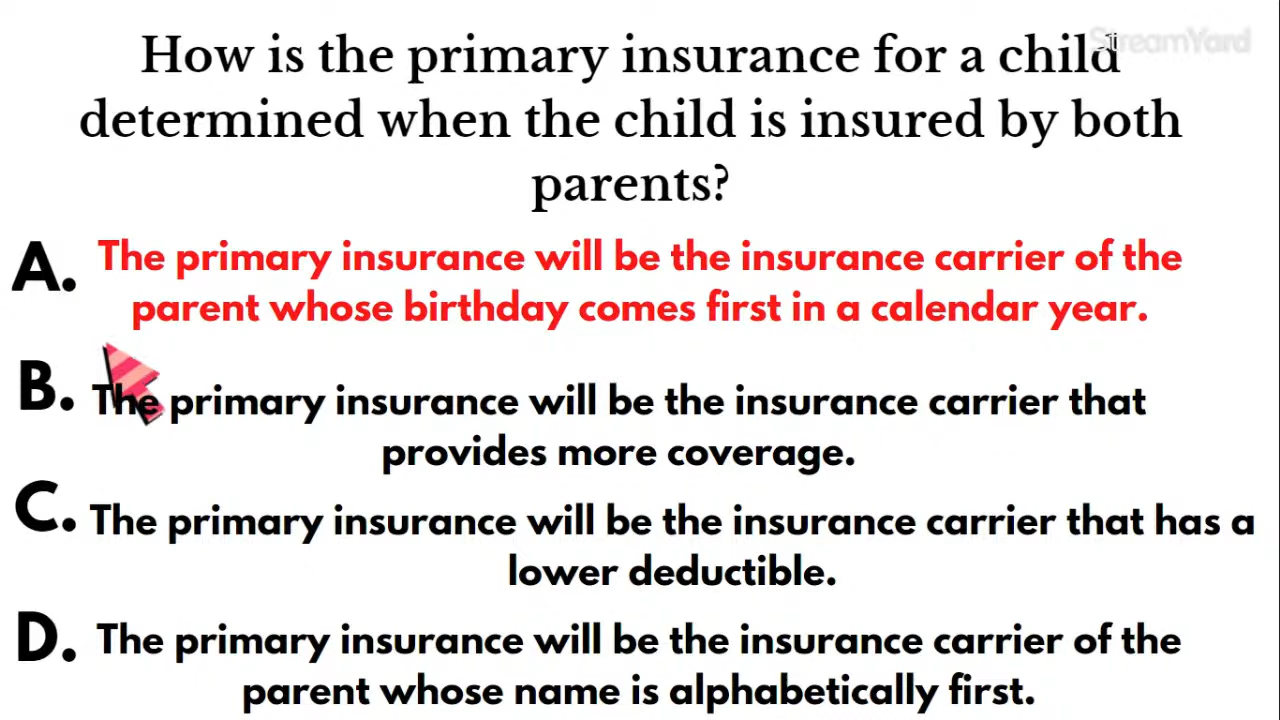 StreamYard
How is the primary insurance for a child
determined when the child is insured by both
parents?
A. The primary insurance will be the insurance carrier of the
parent whose birthday comes first in a calendar year.
B. The primary insurance will be the insurance carrier that
provides more coverage.
C. The primary insurance will be the insurance carrier that has a
lower deductible.
D. The primary insurance will be the insurance carrier of the
parent whose name is alphabetically first.